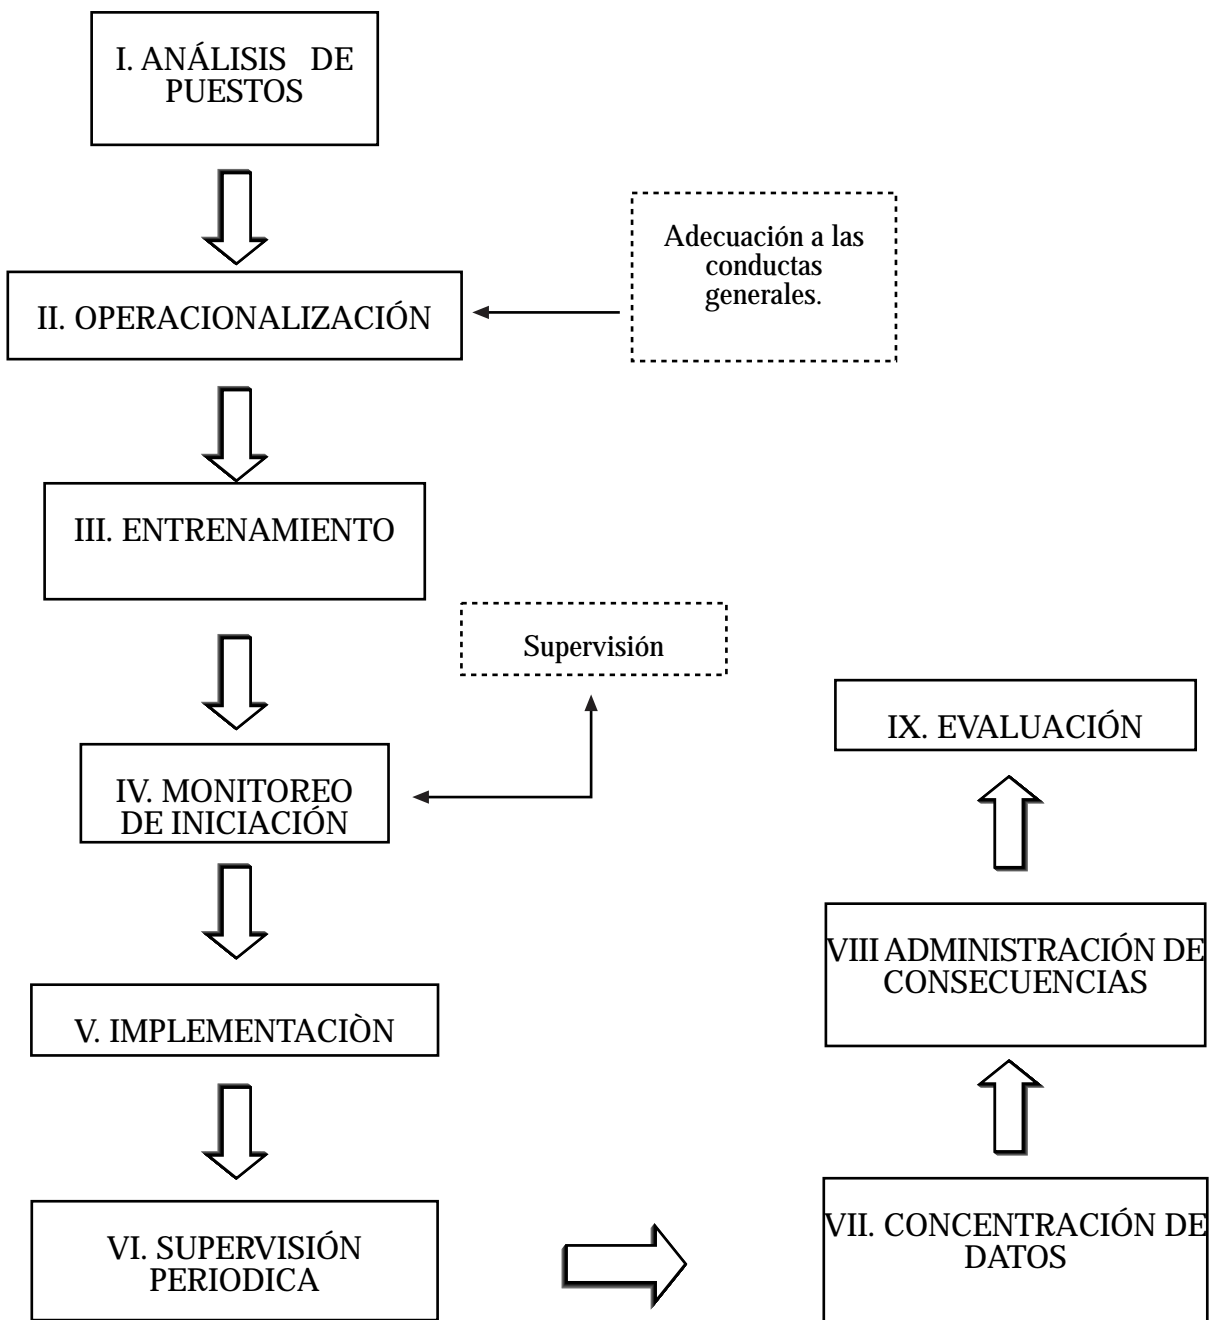 I. ANÁLISIS DE
PUESTOS
Adecuación a las
conductas
generales.
II. OPERACIONALIZACIÓN
III. ENTRENAMIENTO
Supervisión
IV. MONITOREO
DE INICIACIÓN
V. IMPLEMENTACIÒN
VI. SUPERVISIÓN
PERIODICA
VII. CONCENTRACIÓN DE
DATOS
VIII ADMINISTRACIÓN DE
CONSECUENCIAS
IX. EVALUACIÓN